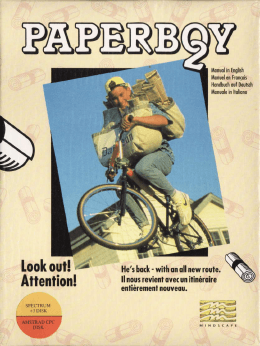 PAPERBOY
2
Manual in English
Manuel en Français
Handbuch auf Deutsch
Manuale in Italiano
Look out!
Attention!
He's back - with an all new route.
Il nous revient avec un itinéraire
entièrement nouveau.
SPECTRUM
+3 DISK
AMSTRAD CPC
DISK
MINDSCAPE